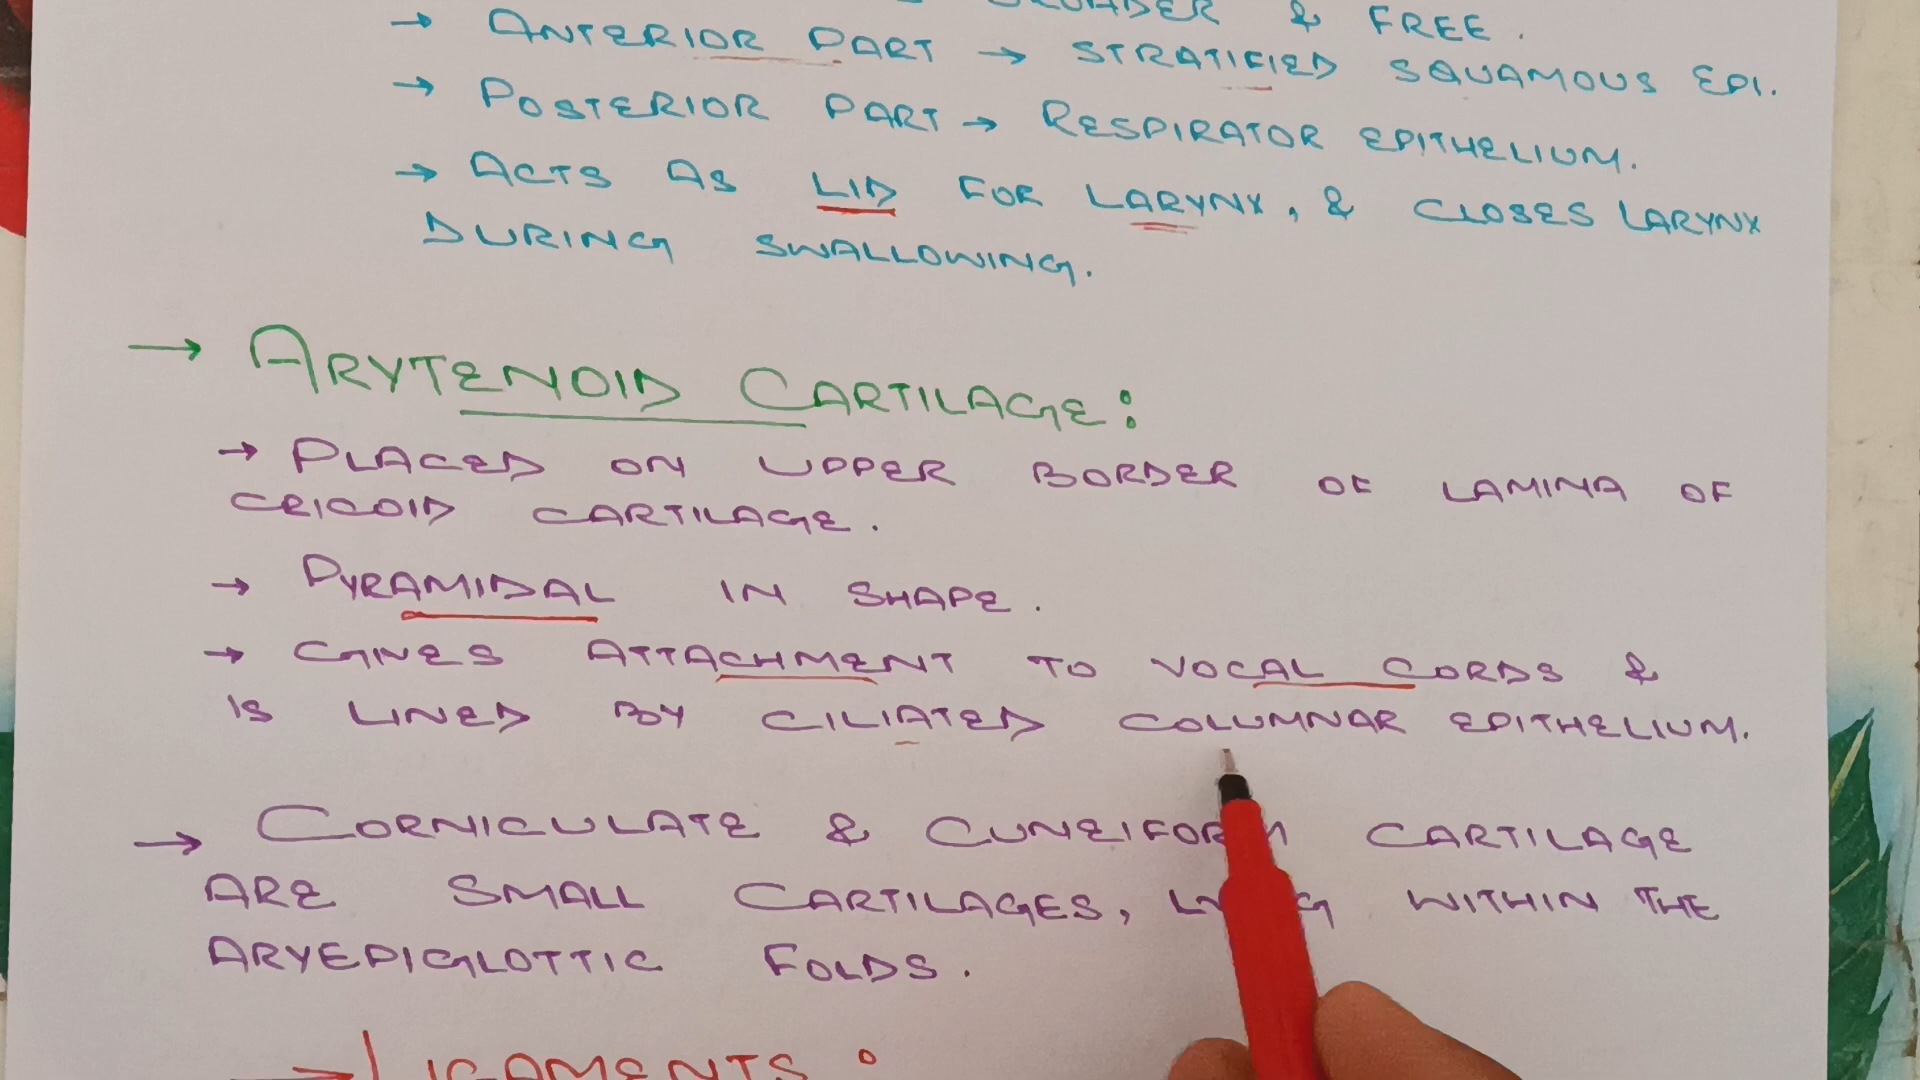 & FREE.
→ ANTERIOR PART → STRATIFIED SQUAMOUS EPI.
→ POSTERIOR PART → RESPIRATOR EPITHELIUM.
→ ACTS AS LID FOR LARYNX, & CLOSES LARYNX
DURING SWALLOWING.
→ ARYTENOID CARTILAGE:
→ PLACED ON UPPER BORDER OF LAMINA OF
CRICOID CARTILAGE.
→ PYRAMIDAL IN SHAPE.
→ GIVES ATTACHMENT TO VOCAL CORDS &
IS LINED BY CILIATED COLUMNAR EPITHELIUM.
→ CORNICULATE & CUNEIFORM CARTILAGE
ARE SMALL CARTILAGES, WITHIN THE
ARYEPIGLOTTIC FOLDS.
→ LIGAMENTS: